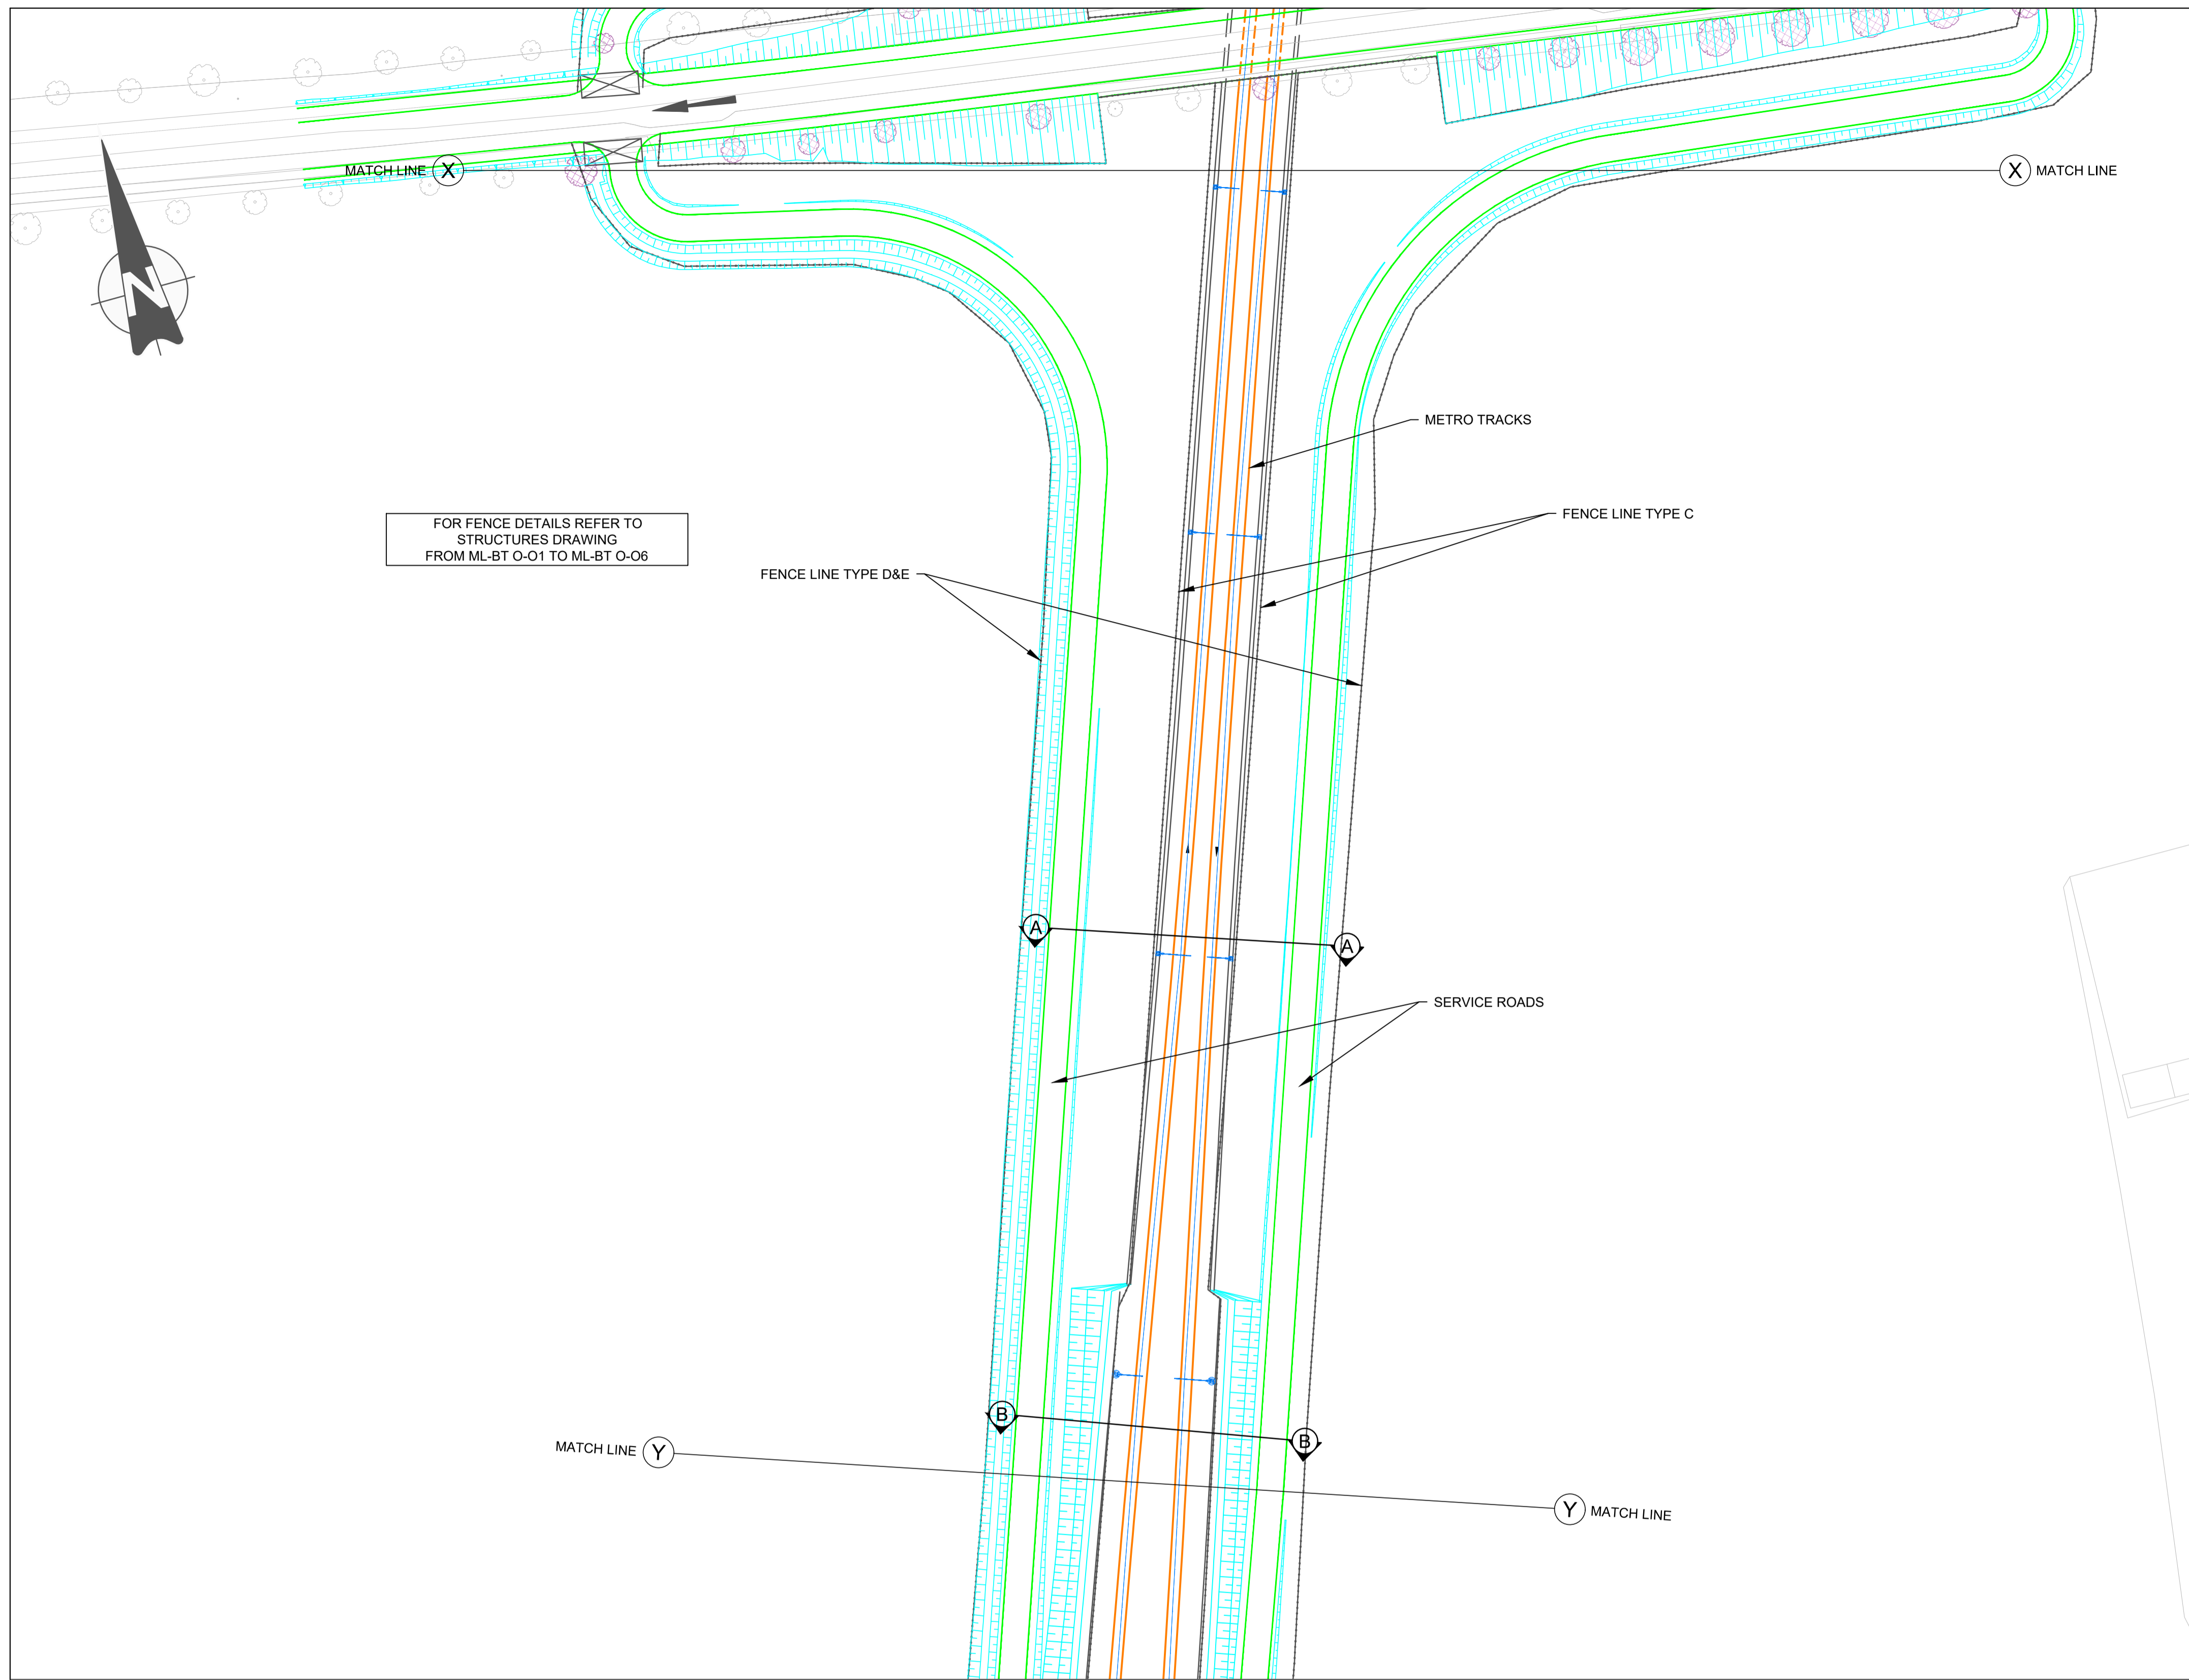 MATCH LINE X
X MATCH LINE
N
METRO TRACKS
FENCE LINE TYPE C
FOR FENCE DETAILS REFER TO
STRUCTURES DRAWING
FROM ML-BT O-O1 TO ML-BT O-O6
FENCE LINE TYPE D&E
A
A
SERVICE ROADS
B
B
MATCH LINE Y
Y MATCH LINE